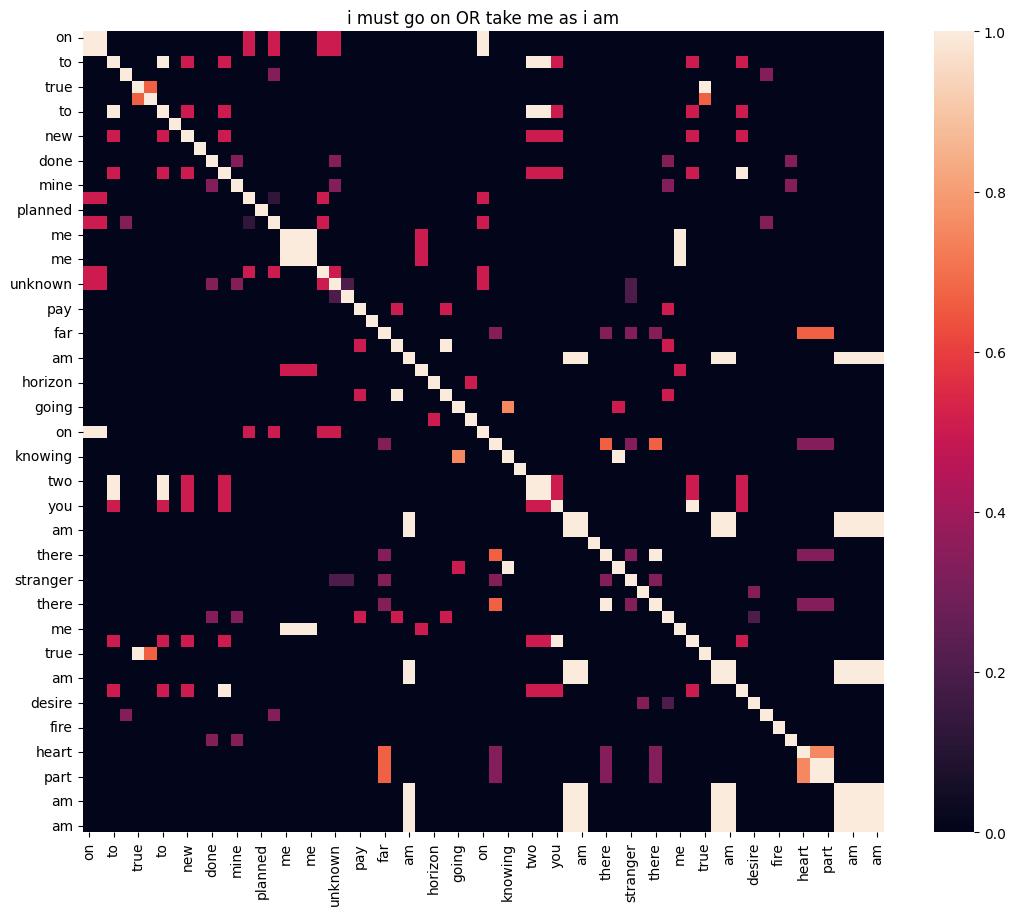 i must go on OR take me as i am
on
to
true
to
new
done
mine
planned
me
me
unknown
pay
far
am
horizon
going
on
knowing
two
you
am
there
stranger
there
me
true
am
desire
fire
heart
part
am
am
1.0
0.8
0.6
0.4
0.2
0.0
on
to
true
to
new
done
mine
planned
me
me
unknown
pay
far
am
horizon
going
on
knowing
two
you
am
there
stranger
there
me
true
am
desire
fire
heart
part
am
am